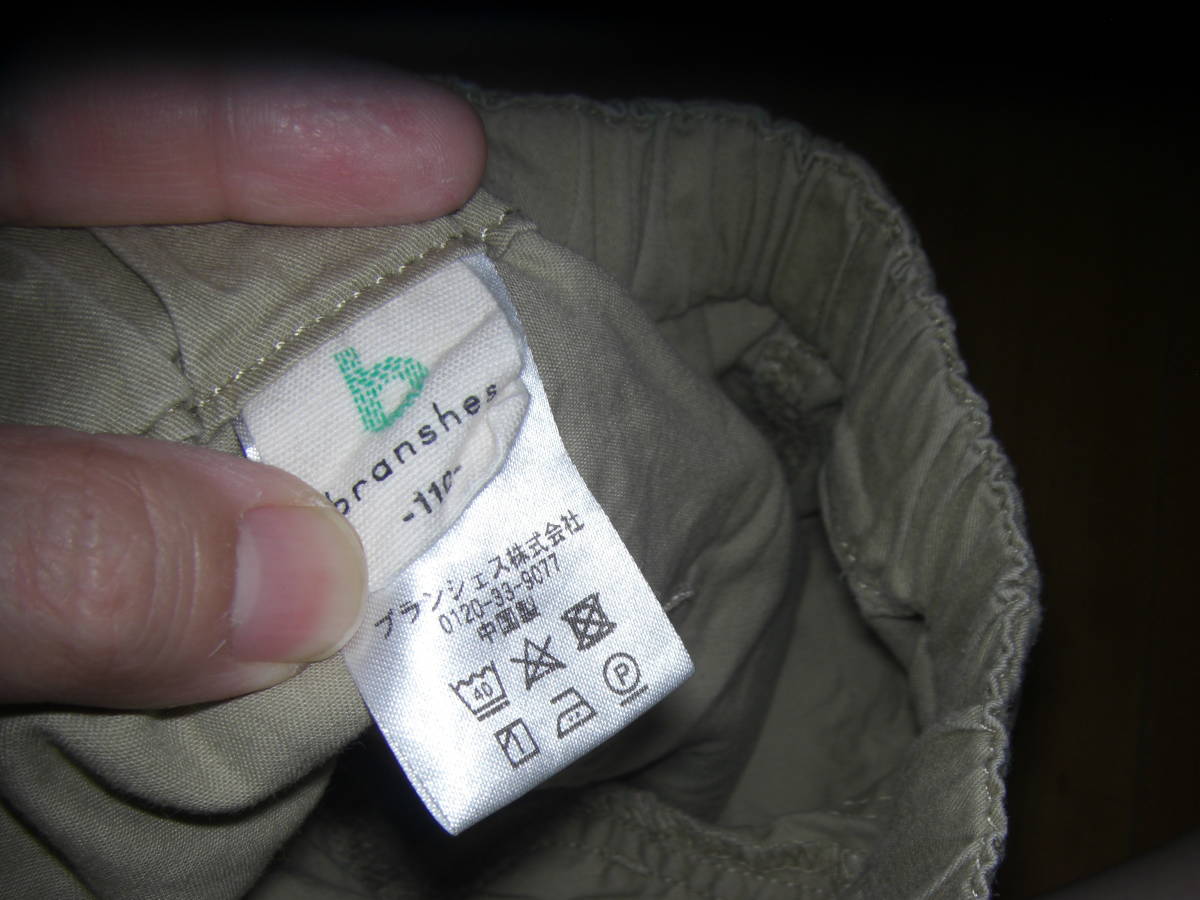 b
branshes
-110-
ブランシェス株式会社
0120-33-9077
中国製
40
P